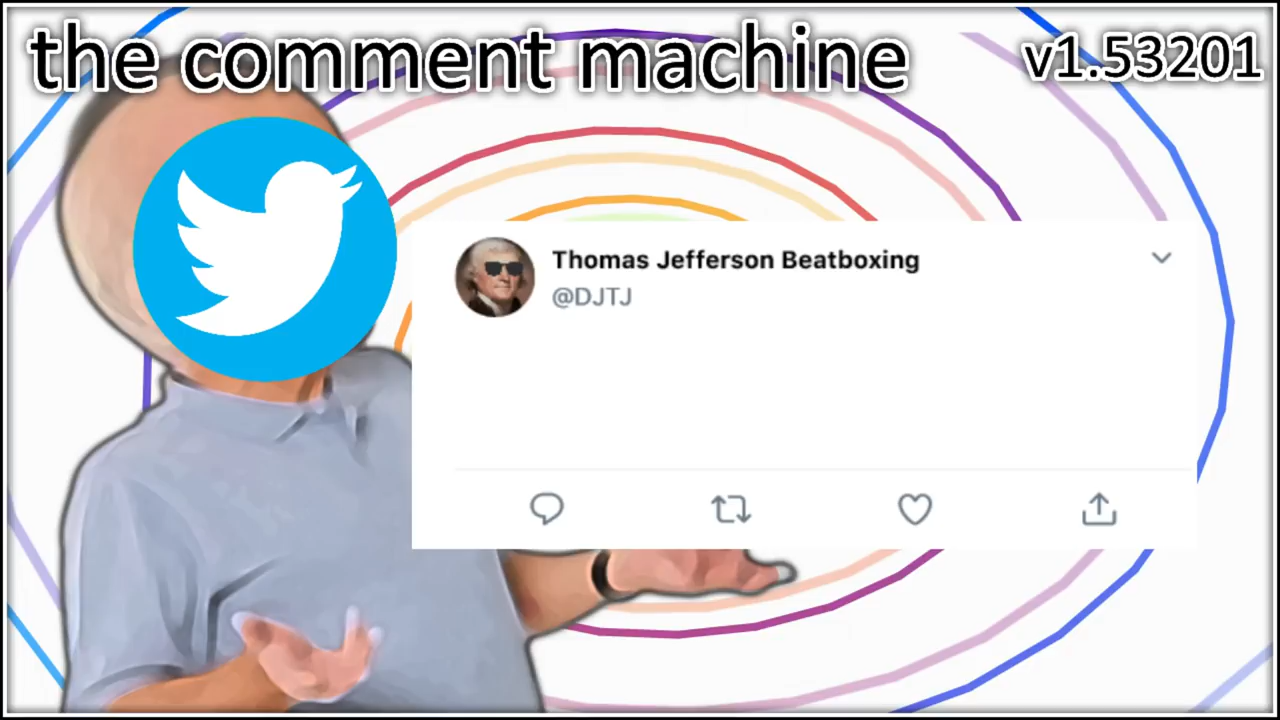 the comment machine
v1.53201
Thomas Jefferson Beatboxing
@DJTJ